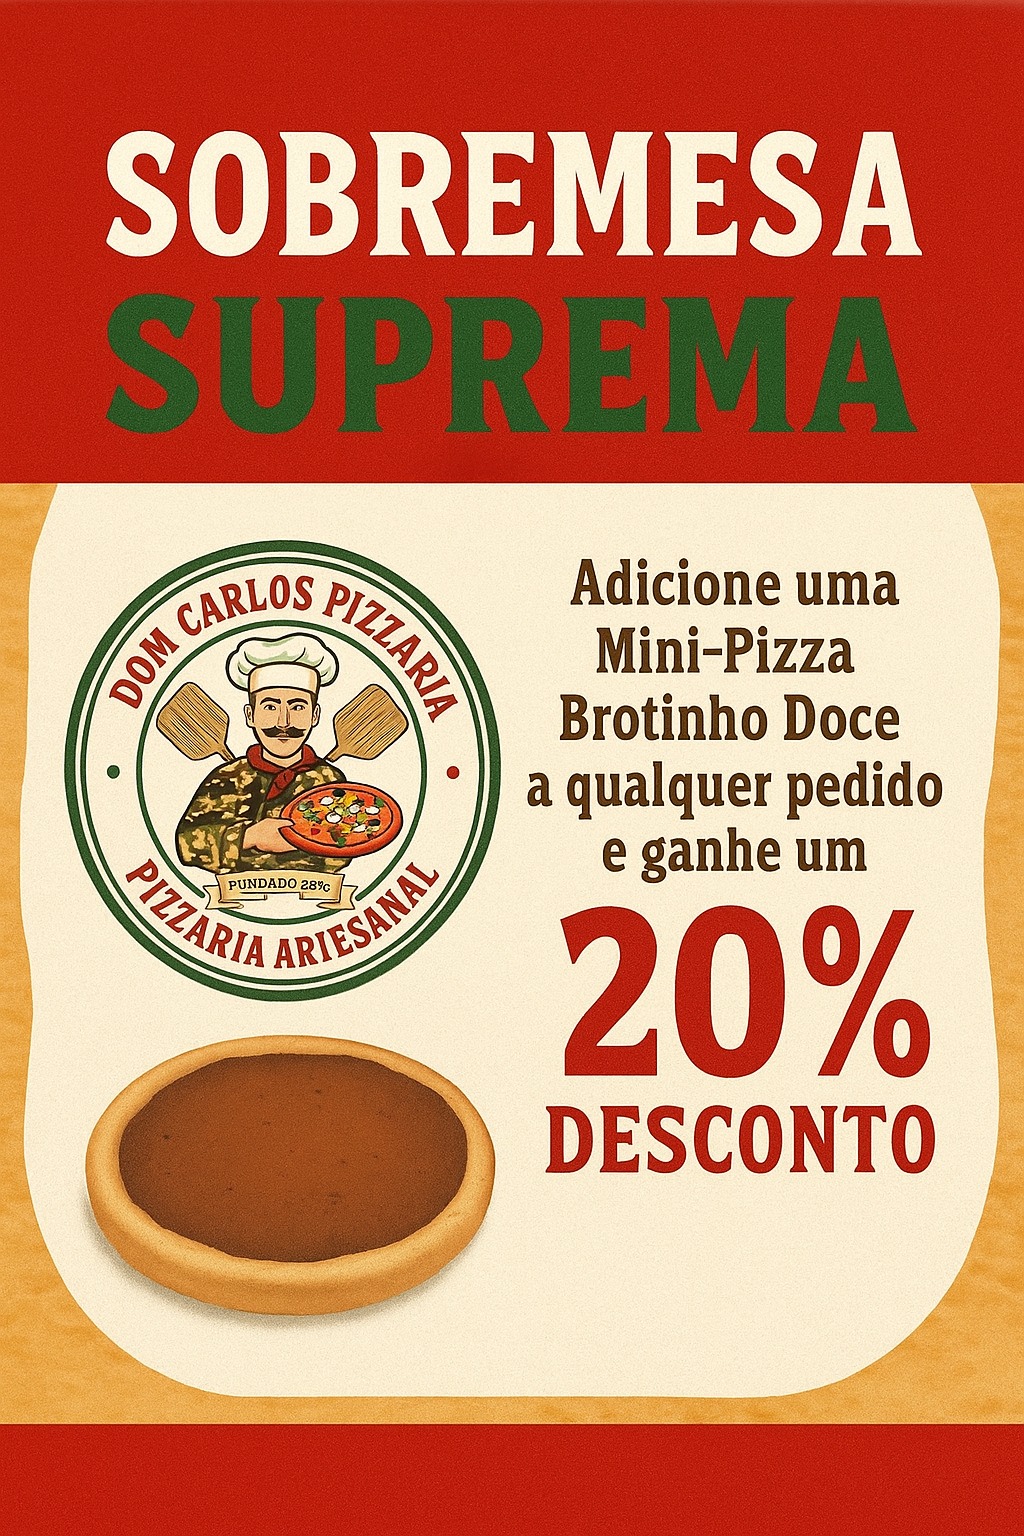 SOBREMESA
SUPREMA
DOM CARLOS PIZZARIA
PUNDADO
PIZZARIA ARIESANAL
Adicione uma
Mini-Pizza
Brotinho Doce
a qualquer pedido
e ganhe um
20%
DESCONTO